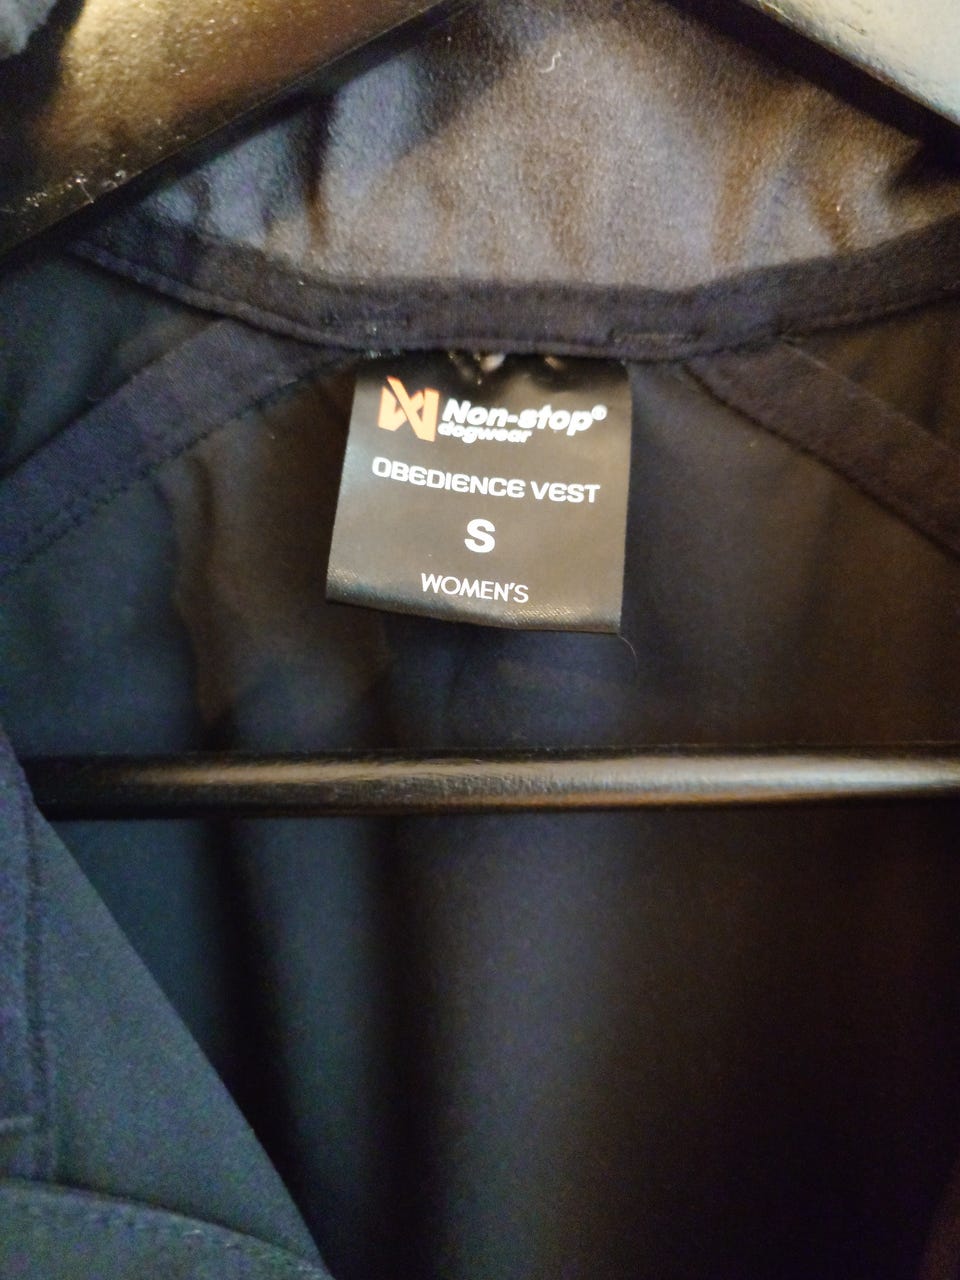 Non-stop®
dogwear
OBEDIENCE VEST
S
WOMEN'S